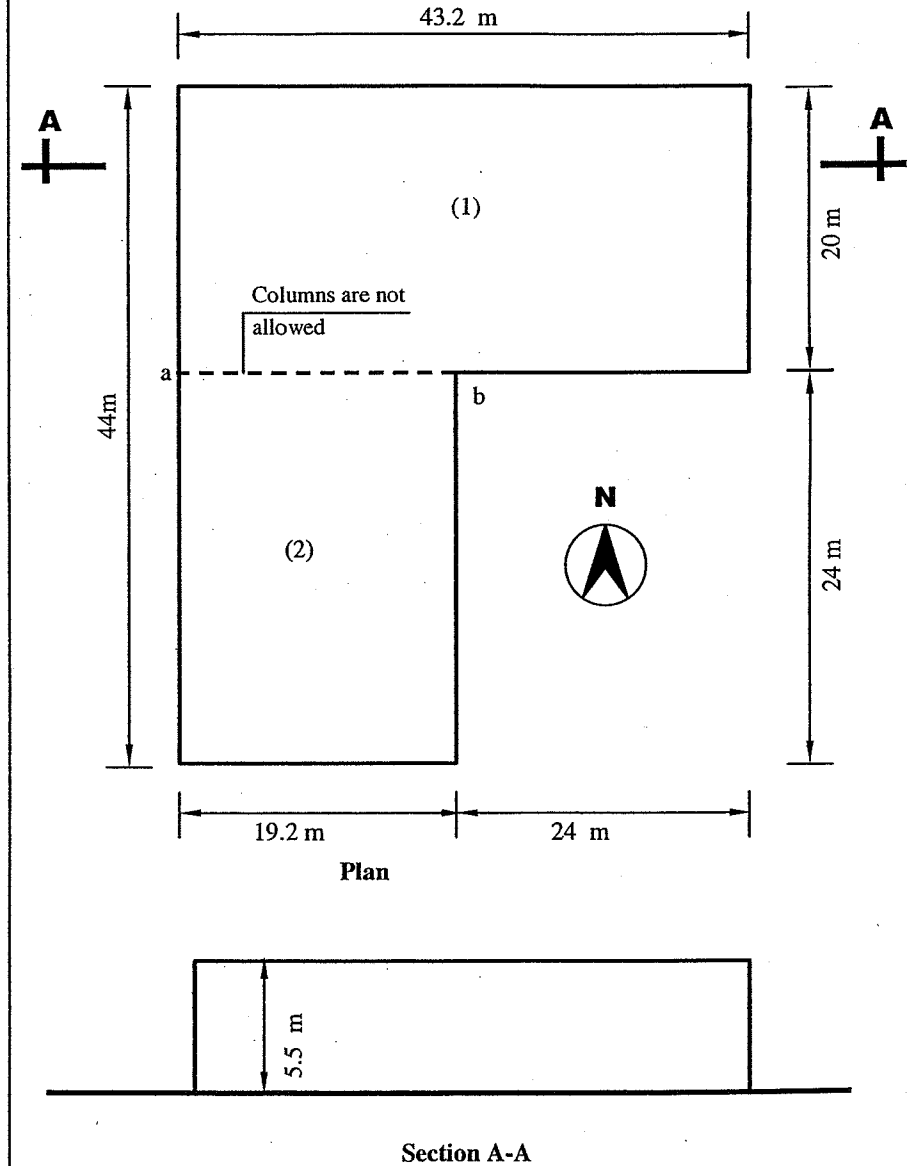 43.2 m
A
A
(1)
20 m
Columns are not
allowed
a
b
44m
N
(2)
24 m
19.2 m
24 m
Plan
5.5 m
Section A-A